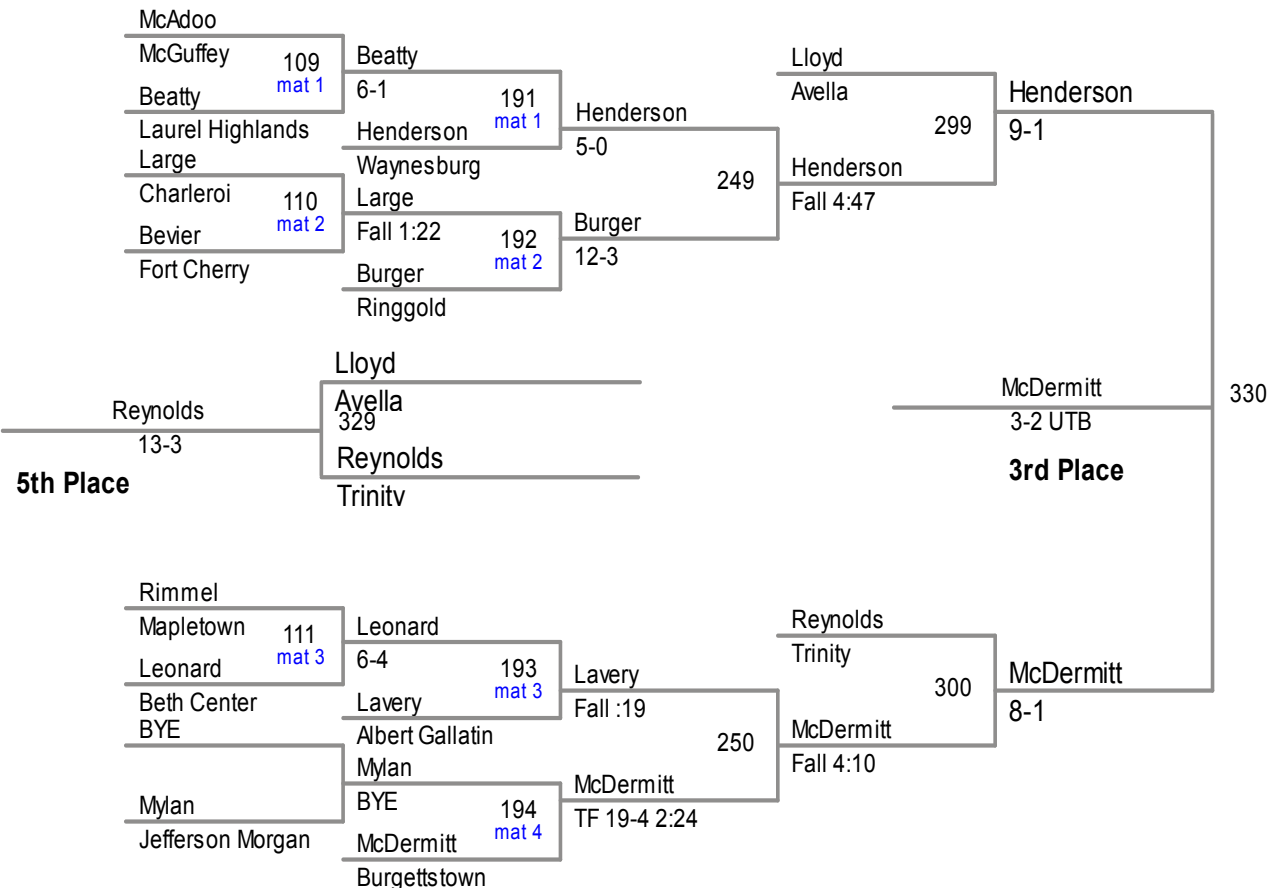 McAdoo
McGuffey
109
mat 1
Beatty
Laurel Highlands
Beatty
6-1
191
mat 1
Henderson
Waynesburg
Large
Charleroi
110
mat 2
Bevier
Fort Cherry
Large
Fall 1:22
192
mat 2
Burger
Ringgold
Henderson
5-0
249
Burger
12-3
Lloyd
Avella
299
Henderson
Fall 4:47
Henderson
9-1
Lloyd
Avella
329
Reynolds
Trinity
Reynolds
13-3
5th Place
McDermitt
3-2 UTB
3rd Place
330
Rimmel
Mapletown
111
mat 3
Leonard
Beth Center
Leonard
6-4
193
mat 3
Lavery
Albert Gallatin
BYE
Mylan
Jefferson Morgan
Mylan
BYE
194
mat 4
McDermitt
Burgettstown
Lavery
Fall :19
250
McDermitt
TF 19-4 2:24
Reynolds
Trinity
300
McDermitt
Fall 4:10
McDermitt
8-1